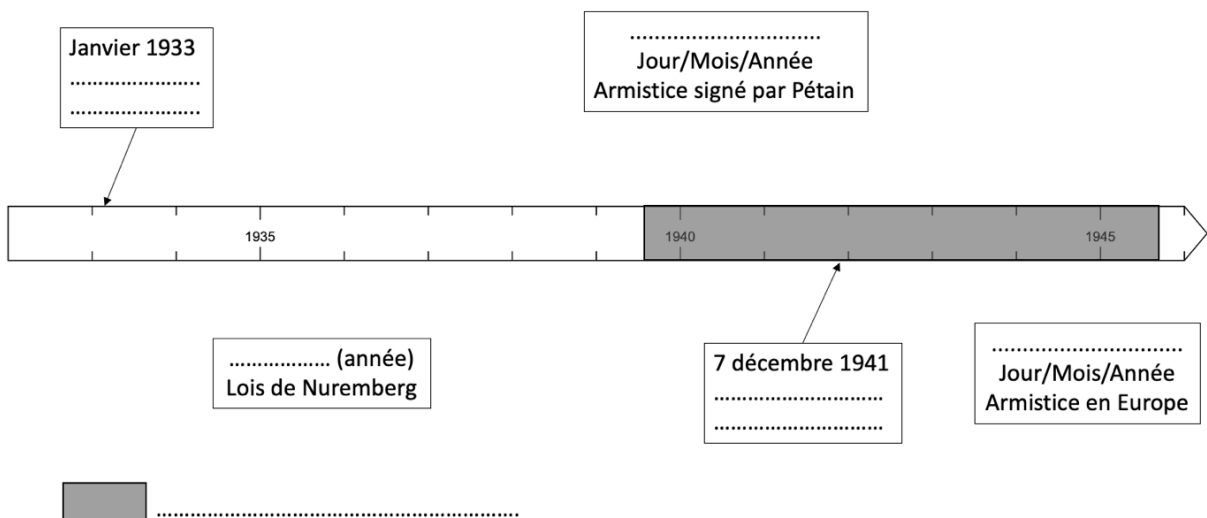 Janvier 1933
........................
........................
................................
Jour/Mois/Année
Armistice signé par Pétain
1935
1940
1945
.................. (année)
Lois de Nuremberg
7 décembre 1941
..............................
..............................
................................
Jour/Mois/Année
Armistice en Europe
..............................................................